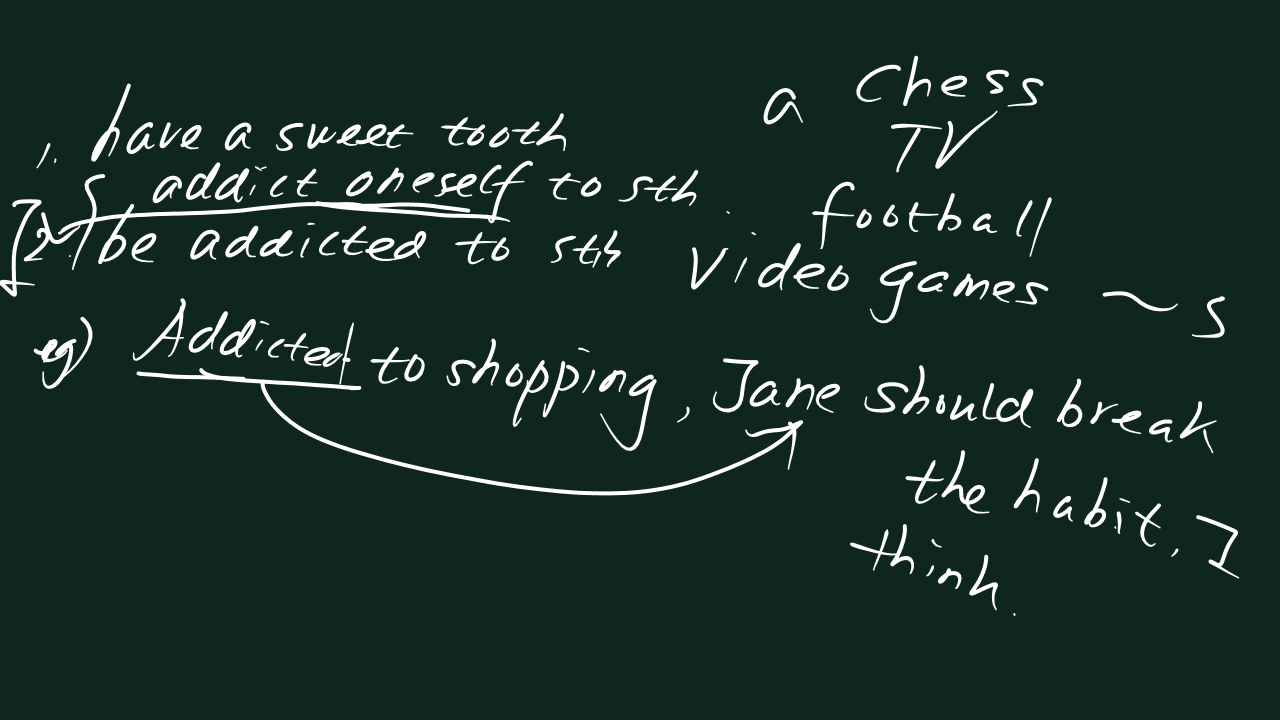 1. have a sweet tooth
2. addict oneself to sth.
be addicted to sth
a chess
TV
football
video games ~ s
eg) Addicted to shopping, Jane should break
the habit, I
think.